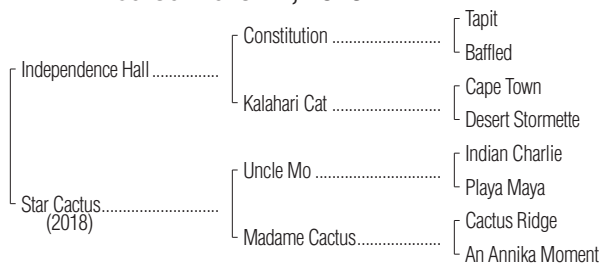 Constitution
Tapit
Baffled
Independence Hall
Kalahari Cat
Cape Town
Desert Stormette
Uncle Mo
Indian Charlie
Playa Maya
Star Cactus
(2018)
Madame Cactus
Cactus Ridge
An Annika Moment